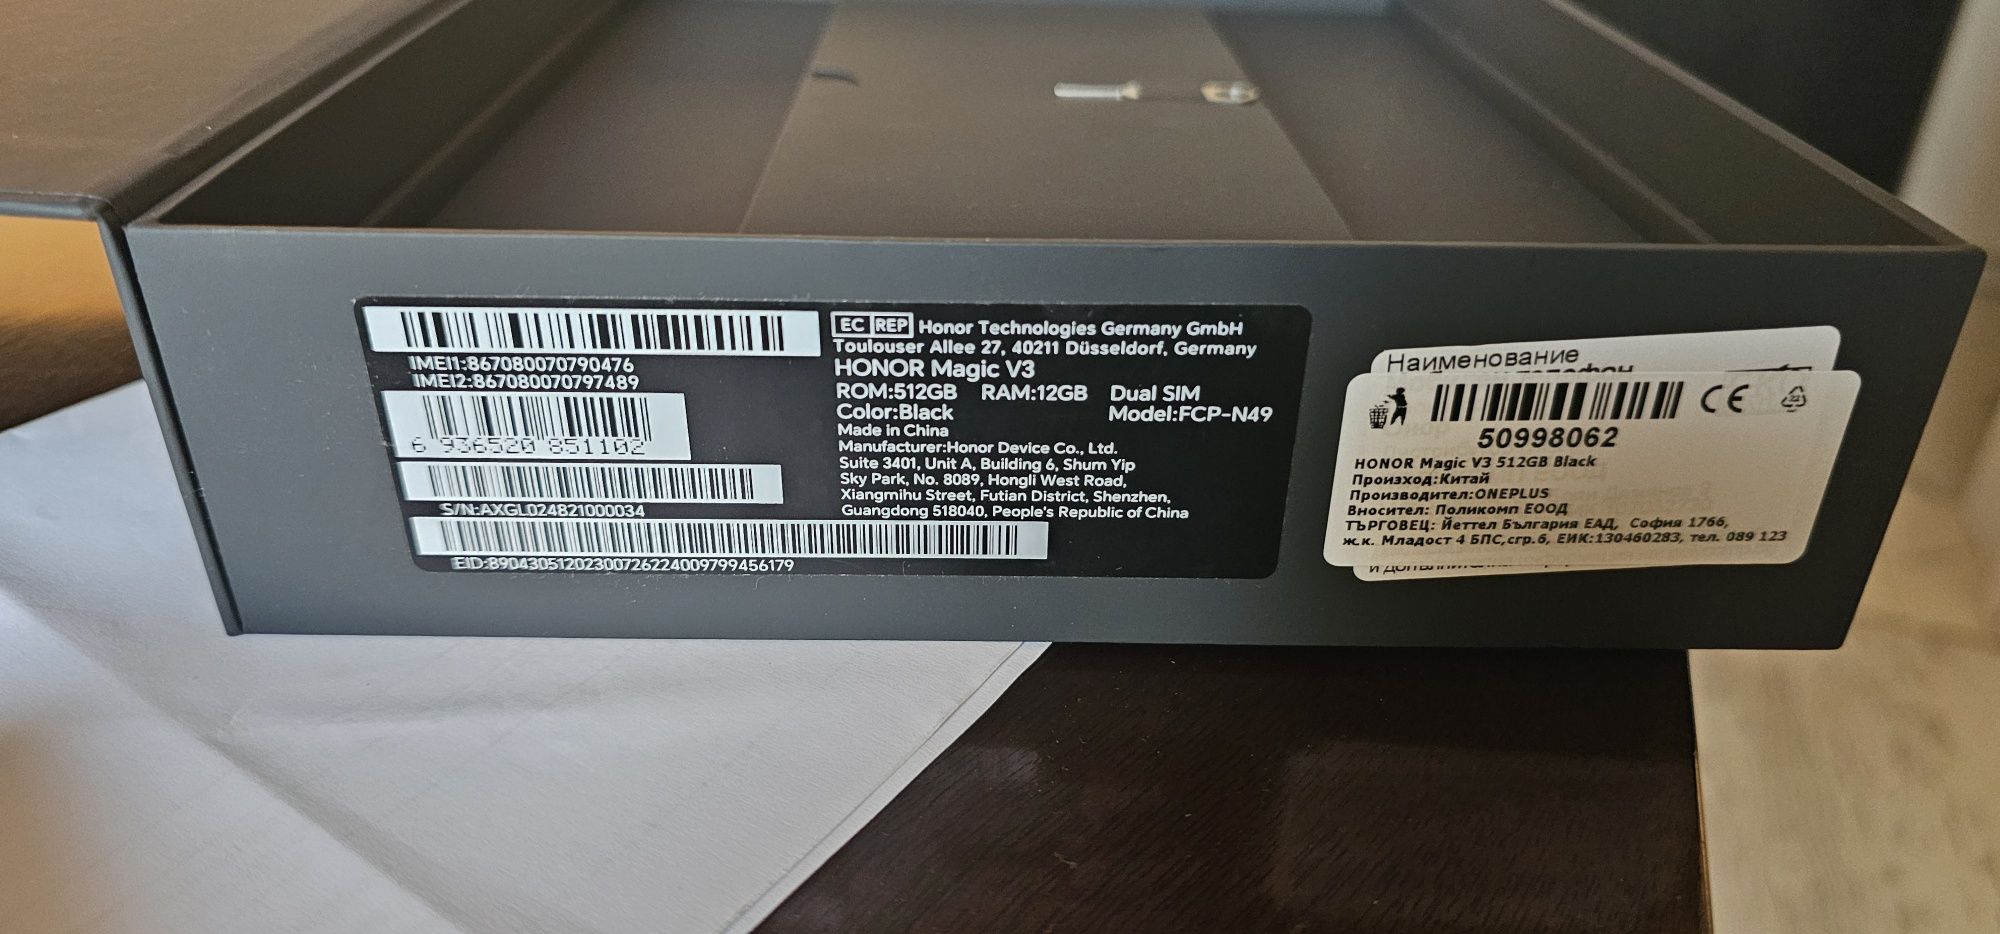 IMEI1:867080070790476
IMEI2:867080070797489
6 936520 851102
S/N:AXGL024821000034
EID:89043051202300726224009799456179
EC REP Honor Technologies Germany GmbH
Toulouser Allee 27, 40211 Düsseldorf, Germany
HONOR Magic V3
ROM:512GB RAM:12GB Dual SIM
Color:Black Model:FCP-N49
Made in China
Manufacturer:Honor Device Co., Ltd.
Suite 3401, Unit A, Building 6, Shum Yip
Sky Park, No. 8089, Hongli West Road,
Xiangmihu Street, Futian District, Shenzhen,
Guangdong 518040, People's Republic of China
Наименование
CE
50998062
HONOR Magic V3 512GB Black
Произход:Китай
Производител:ONEPLUS
Вносител: Поликомп ЕООД
ТЪРГОВЕЦ: Йеттел България ЕАД, София 1766,
ж.к. Младост 4 БПС,сгр.6, ЕИК:130460283, тел. 089 123